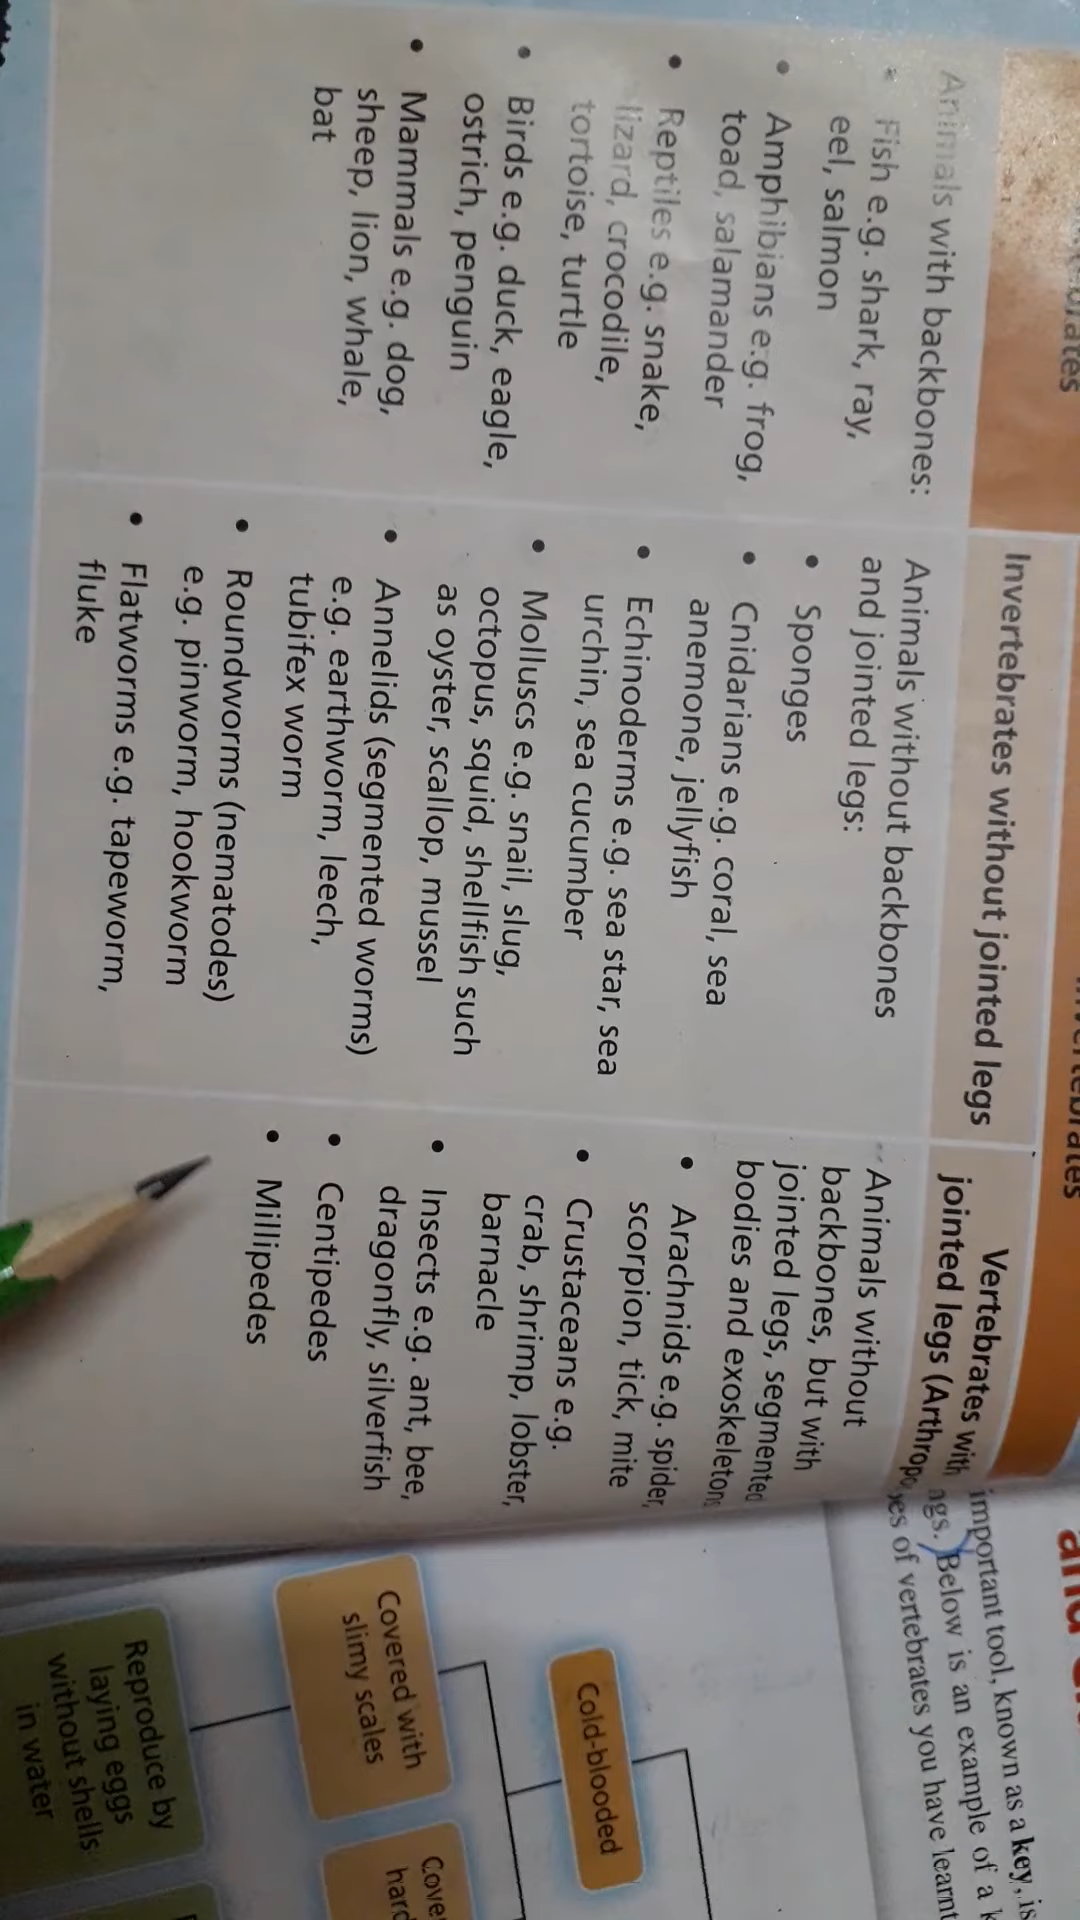 Invertebrates without jointed legs
Vertebrates with
jointed legs
Animals with backbones:
Fish e.g. shark, ray,
eel, salmon
• Amphibians e.g. frog,
toad, salamander
• Reptiles e.g. snake,
lizard, crocodile,
tortoise, turtle
• Birds e.g. duck, eagle,
ostrich, penguin
• Mammals e.g. dog,
sheep, lion, whale,
bat
Animals without backbones
and jointed legs:
• Sponges
• Cnidarians e.g. coral, sea
anemone, jellyfish
• Echinoderms e.g. sea star, sea
urchin, sea cucumber
• Molluscs e.g. snail, slug,
octopus, squid, shellfish such
as oyster, scallop, mussel
• Annelids (segmented worms)
e.g. earthworm, leech,
tubifex worm
• Roundworms (nematodes)
e.g. pinworm, hookworm
• Flatworms e.g. tapeworm,
fluke
Animals without
backbones, but with
jointed legs, segmented
bodies and exoskeleton
• Arachnids e.g. spider,
scorpion, tick, mite
• Crustaceans e.g.
crab, shrimp, lobster,
barnacle
• Insects e.g. ant, bee,
dragonfly, silverfish
• Centipedes
• Millipedes
important tool, known as a key, is
Below is an example of a
of vertebrates you have learnt
Cold-blooded
Covered with
slimy scales
Reproduce by
laying eggs
without shells
in water